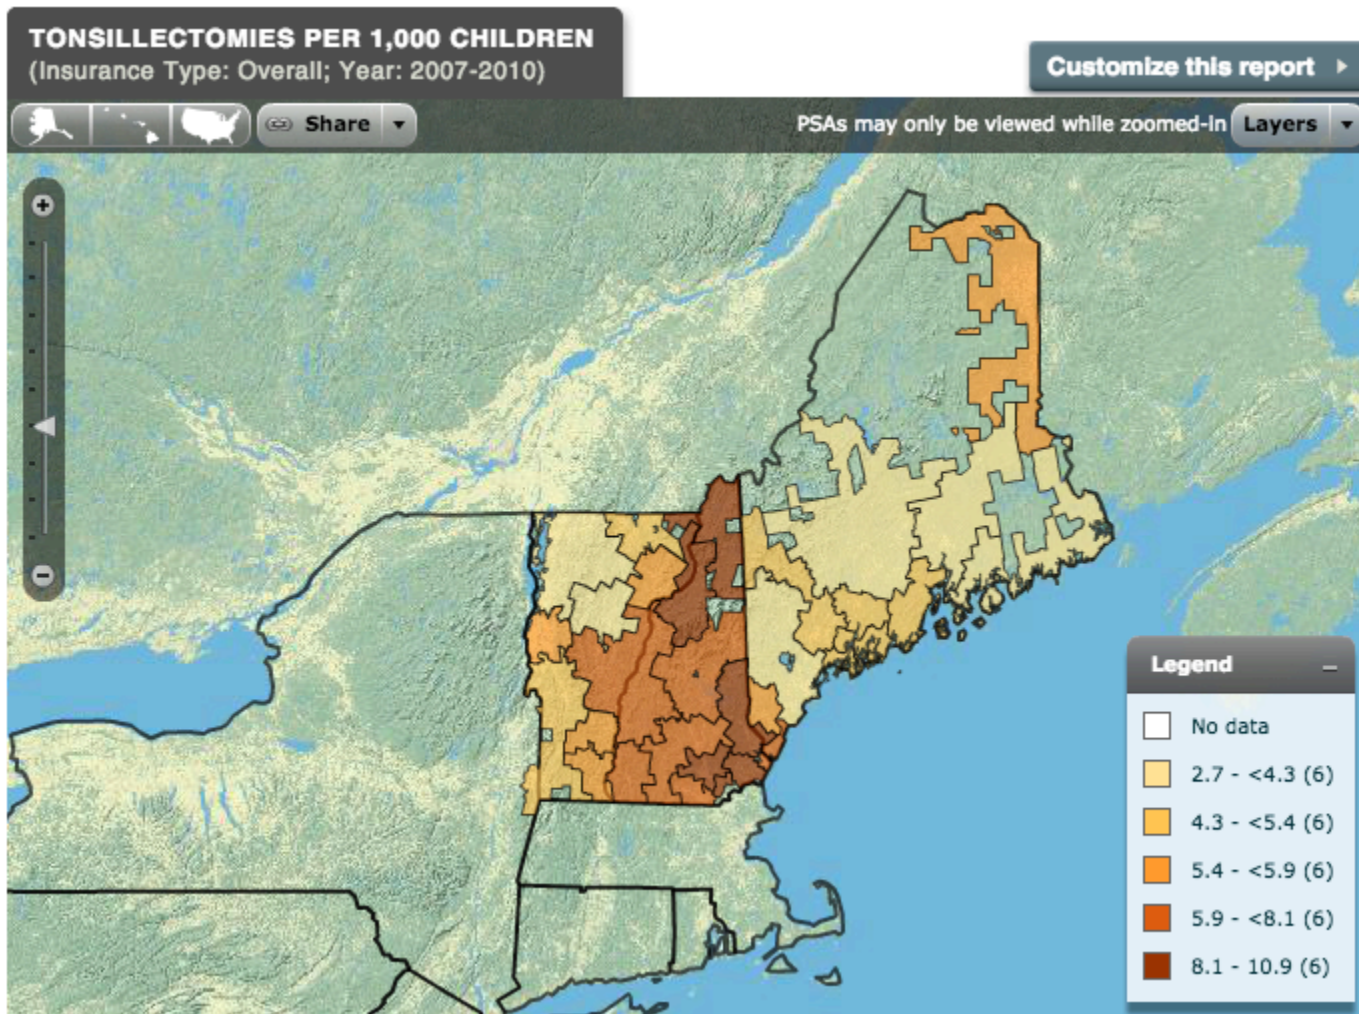 TONSILLECTOMIES PER 1,000 CHILDREN
(Insurance Type: Overall; Year: 2007-2010)
Customize this report
Share
PSAs may only be viewed while zoomed-in
Layers
Legend
No data
2.7 - <4.3 (6)
4.3 - <5.4 (6)
5.4 - <5.9 (6)
5.9 - <8.1 (6)
8.1 - 10.9 (6)